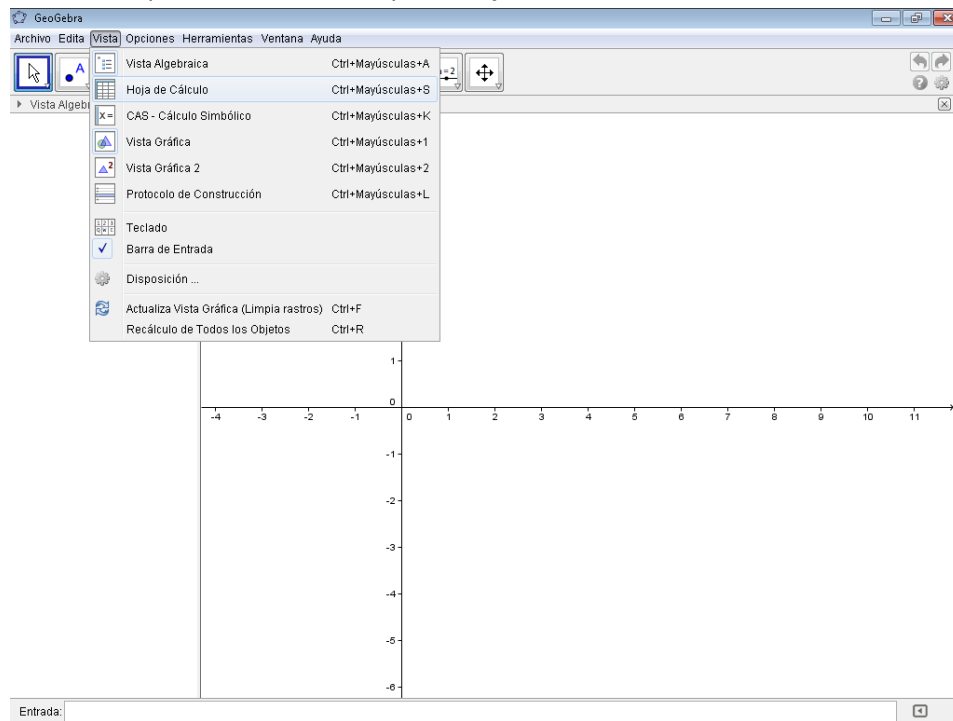 GeoGebra
Archivo Edita Vista Opciones Herramientas Ventana Ayuda
Vista Algebraica Ctrl+Mayúsculas+A
Hoja de Cálculo Ctrl+Mayúsculas+S
CAS - Cálculo Simbólico Ctrl+Mayúsculas+K
Vista Gráfica Ctrl+Mayúsculas+1
Vista Gráfica 2 Ctrl+Mayúsculas+2
Protocolo de Construcción Ctrl+Mayúsculas+L
Teclado
Barra de Entrada
Disposición ...
Actualiza Vista Gráfica (Limpia rastros) Ctrl+F
Recálculo de Todos los Objetos Ctrl+R
A
Vista
1
0
-4 -3 -2 -1 0 1 2 3 4 5 6 7 8 9 10 11
-1
-2
-3
-4
-5
-6
Entrada: